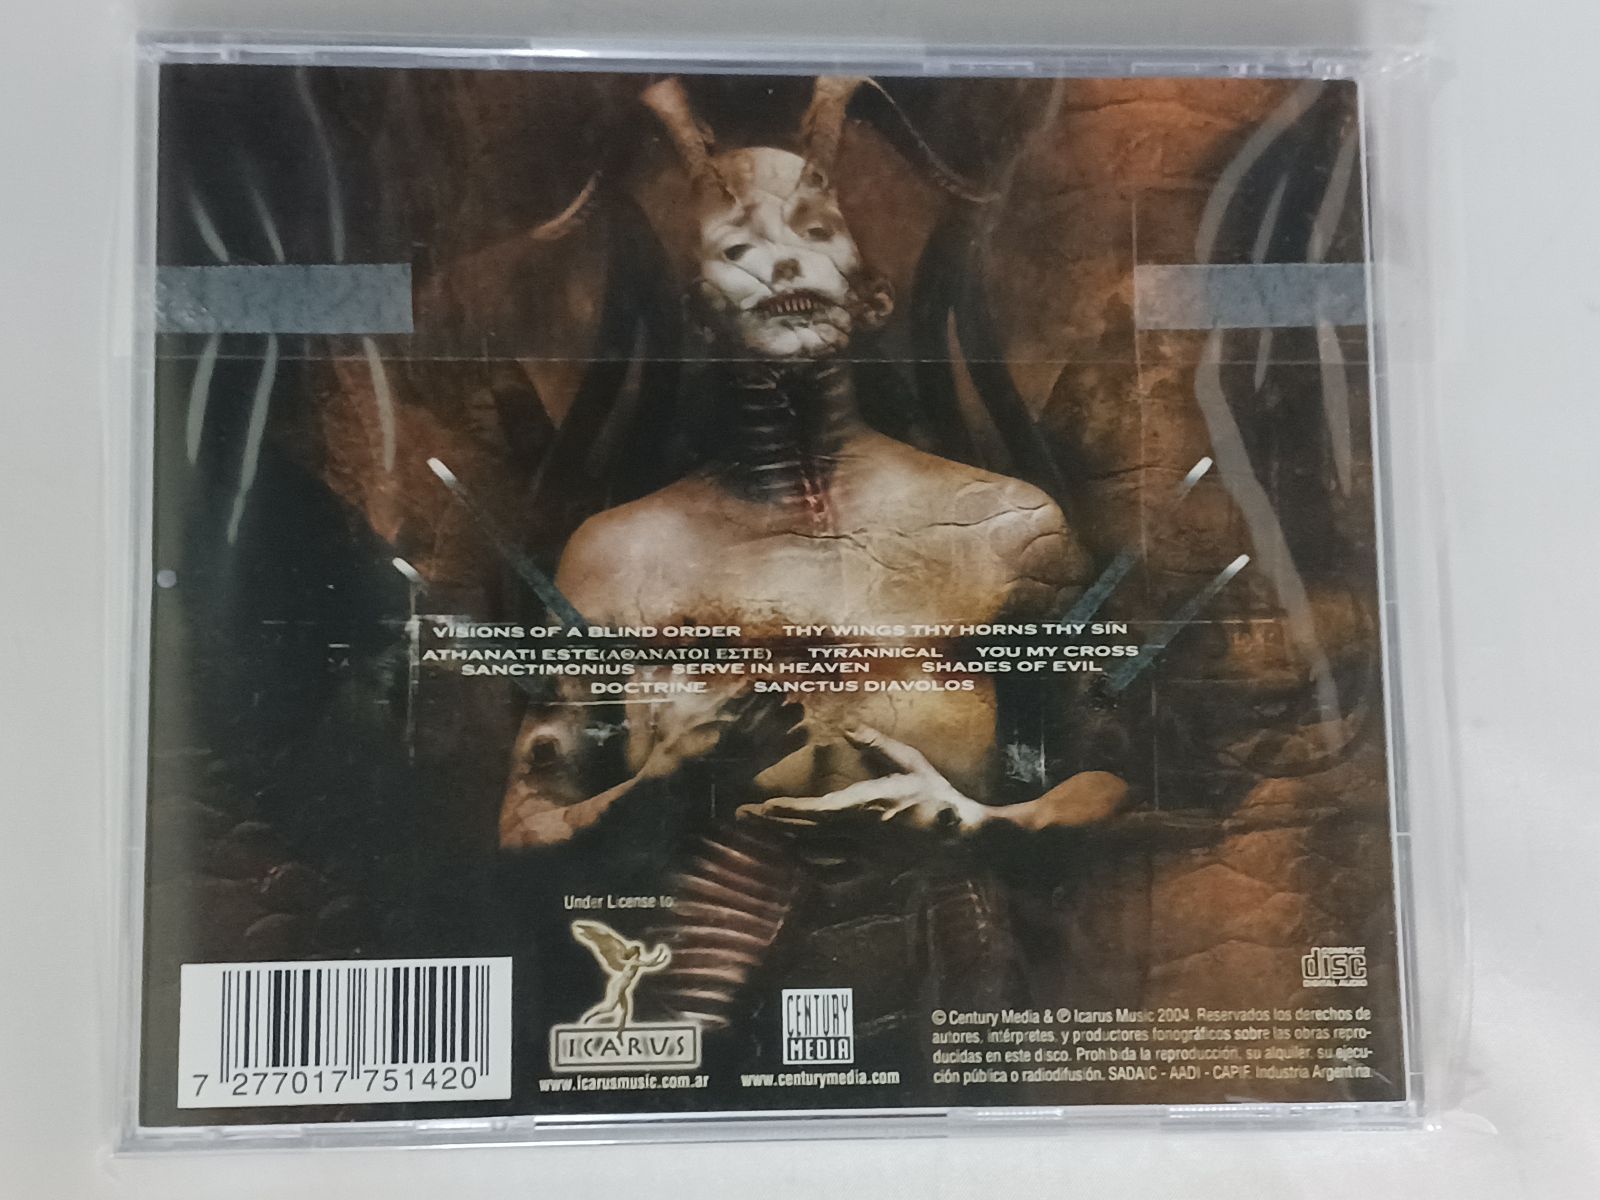 VISIONS OF A BLIND ORDER THY WINGS THY HORNS THY SIN
ATHANATI ESTE(ΑΘΑΝΑΤΟΙ ΕΣΤΕ) TYRANNICAL YOU MY CROSS
SANCTIMONIUS SERVE IN HEAVEN SHADES OF EVIL
DOCTRINE SANCTUS DIAVOLOS
Under License to:
ICARUS
www.icarusmusic.com.ar
CENTURY
MEDIA
www.centurymedia.com
COMPACT
disc
DIGITAL AUDIO
© Century Media & ℗ Icarus Music 2004. Reservados los derechos de
autores, intérpretes, y productores fonográficos sobre las obras repro-
ducidas en este disco. Prohibida la reproducción, su alquiler, su ejecu-
ción pública o radiodifusión. SADAIC - AADI - CAPIF. Industria Argentina.
7 277017 751420